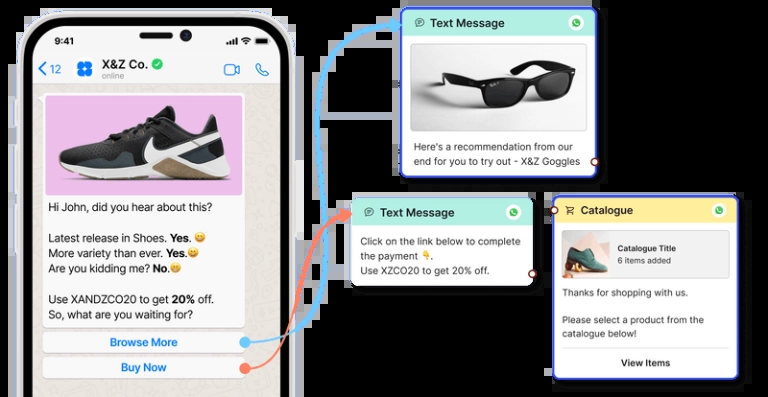 9:41
12
X&Z Co.
online
Hi John, did you hear about this?
Latest release in Shoes. Yes. 😀
More variety than ever. Yes.😀
Are you kidding me? No.🤭
Use XANDZCO20 to get 20% off.
So, what are you waiting for?
Browse More
Buy Now
Text Message
Here's a recommendation from our
end for you to try out - X&Z Goggles
Text Message
Click on the link below to complete
the payment 👇.
Use XZCO20 to get 20% off.
Catalogue
Catalogue Title
6 items added
Thanks for shopping with us.
Please select a product from the
catalogue below!
View Items